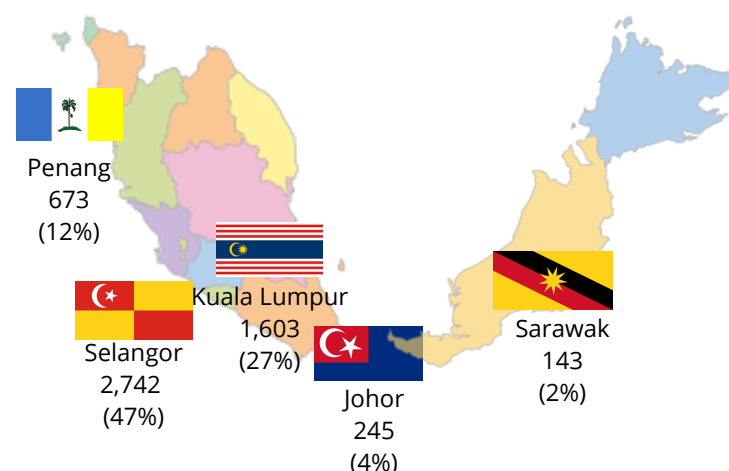 Penang
673
(12%)
Kuala Lumpur
1,603
(27%)
Selangor
2,742
(47%)
Johor
245
(4%)
Sarawak
143
(2%)